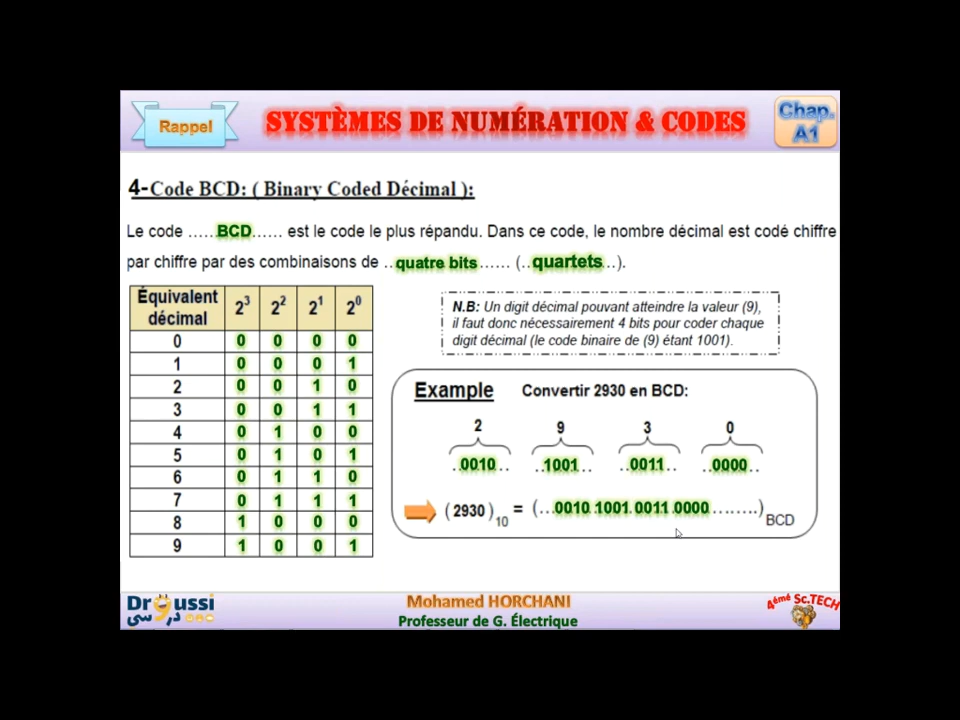 Rappel
SYSTÈMES DE NUMÉRATION & CODES
Chap.
A1
4-Code BCD: ( Binary Coded Décimal ):
Le code ……BCD…… est le code le plus répandu. Dans ce code, le nombre décimal est codé chiffre
par chiffre par des combinaisons de ..quatre bits…… (..quartets..).
Équivalent décimal 2³ 2² 2¹ 2⁰
0 0 0 0 0
1 0 0 0 1
2 0 0 1 0
3 0 0 1 1
4 0 1 0 0
5 0 1 0 1
6 0 1 1 0
7 0 1 1 1
8 1 0 0 0
9 1 0 0 1
N.B: Un digit décimal pouvant atteindre la valeur (9),
il faut donc nécessairement 4 bits pour coder chaque
digit décimal (le code binaire de (9) étant 1001).
Example Convertir 2930 en BCD:
2 9 3 0
..0010.. ..1001.. ..0011.. ..0000..
( 2930 )10 = (…0010 1001 0011 0000……..)BCD
Droussi
دروسي
Mohamed HORCHANI
Professeur de G. Électrique
4émé Sc.TECH